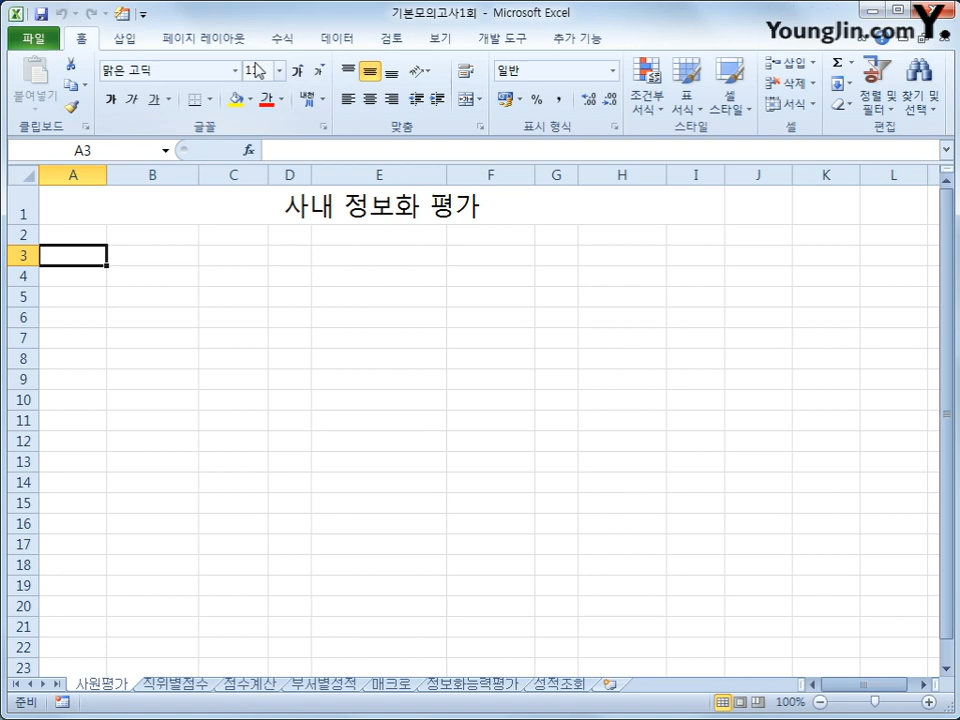 기본모의고사1회 - Microsoft Excel
Younglin.com Y.
파일 홈 삽입 페이지 레이아웃 수식 데이터 검토 보기 개발 도구 추가 기능
붙여넣기
맑은 고딕
가 가 가
내천
일반
% ,
조건부 서식
표 서식
셀 스타일
삽입
삭제
서식
Σ
정렬 및 필터
찾기 및 선택
클립보드 글꼴 맞춤 표시 형식 스타일 셀 편집
A3 fx
A B C D E F G H I J K L
1 사내 정보화 평가
2
3
4
5
6
7
8
9
10
11
12
13
14
15
16
17
18
19
20
21
22
23
사원평가 직위별점수 점수계산 부서별성적 매크로 정보화능력평가 성적조회
준비 100%